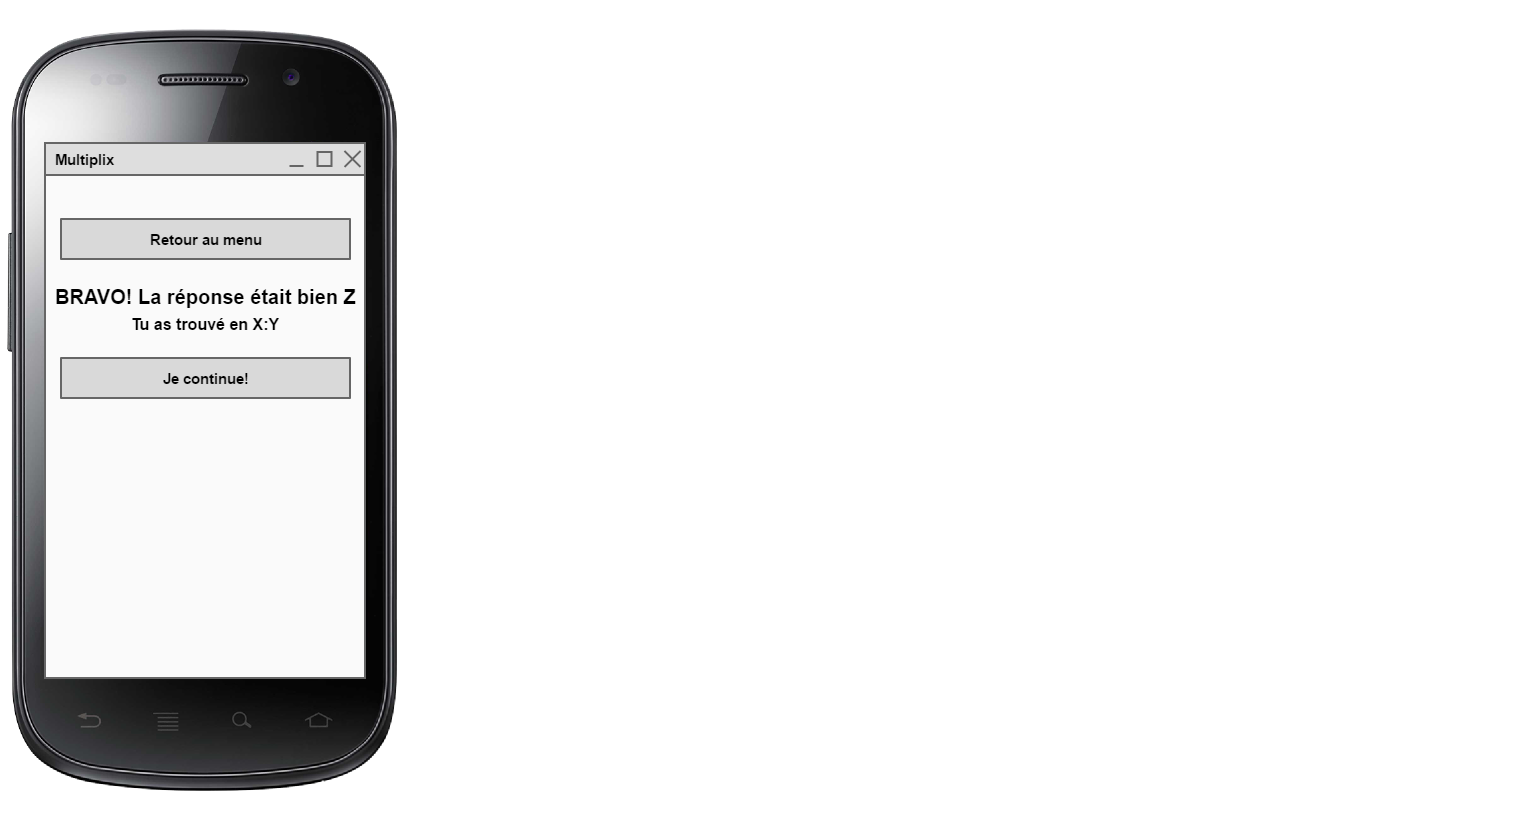 Multiplix
Retour au menu
BRAVO! La réponse était bien Z
Tu as trouvé en X:Y
Je continue!